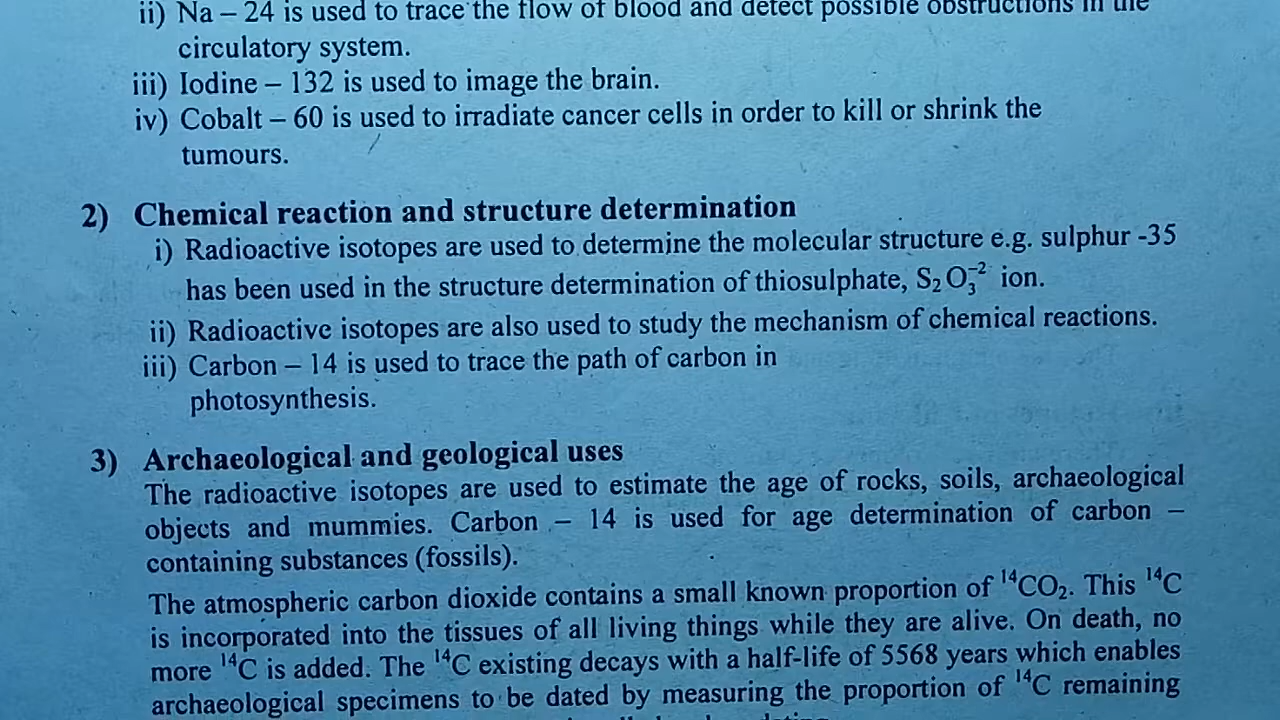 ii) Na – 24 is used to trace the flow of blood and detect possible obstructions in the
circulatory system.
iii) Iodine – 132 is used to image the brain.
iv) Cobalt – 60 is used to irradiate cancer cells in order to kill or shrink the
tumours.
2) Chemical reaction and structure determination
i) Radioactive isotopes are used to determine the molecular structure e.g. sulphur -35
has been used in the structure determination of thiosulphate, S₂O₃⁻² ion.
ii) Radioactive isotopes are also used to study the mechanism of chemical reactions.
iii) Carbon – 14 is used to trace the path of carbon in
photosynthesis.
3) Archaeological and geological uses
The radioactive isotopes are used to estimate the age of rocks, soils, archaeological
objects and mummies. Carbon – 14 is used for age determination of carbon –
containing substances (fossils).
The atmospheric carbon dioxide contains a small known proportion of ¹⁴CO₂. This ¹⁴C
is incorporated into the tissues of all living things while they are alive. On death, no
more ¹⁴C is added. The ¹⁴C existing decays with a half-life of 5568 years which enables
archaeological specimens to be dated by measuring the proportion of ¹⁴C remaining